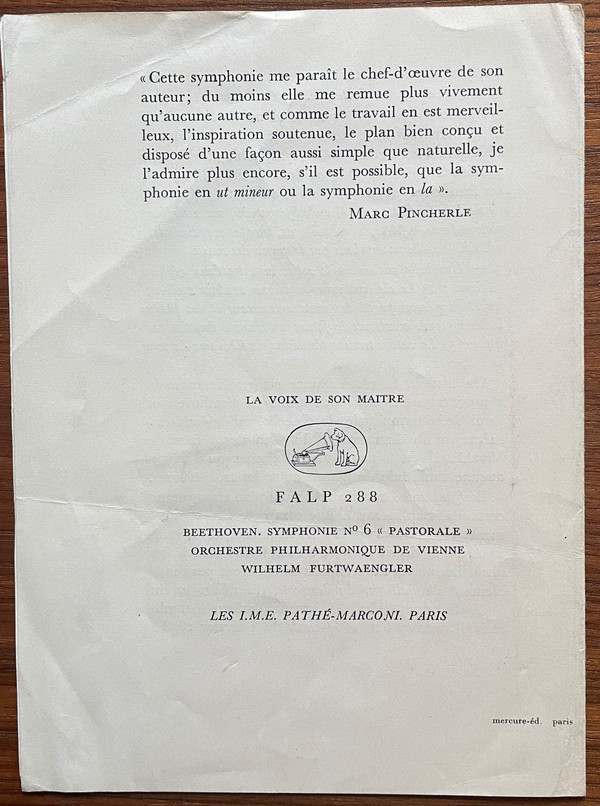 « Cette symphonie me paraît le chef-d’œuvre de son
auteur; du moins elle me remue plus vivement
qu’aucune autre, et comme le travail en est merveil-
leux, l’inspiration soutenue, le plan bien conçu et
disposé d’une façon aussi simple que naturelle, je
l’admire plus encore, s’il est possible, que la sym-
phonie en ut mineur ou la symphonie en la ».
Marc Pincherle
LA VOIX DE SON MAITRE
FALP 288
BEETHOVEN. SYMPHONIE Nº 6 « PASTORALE »
ORCHESTRE PHILHARMONIQUE DE VIENNE
WILHELM FURTWAENGLER
LES I.M.E. PATHÉ-MARCONI. PARIS
mercure-éd. paris